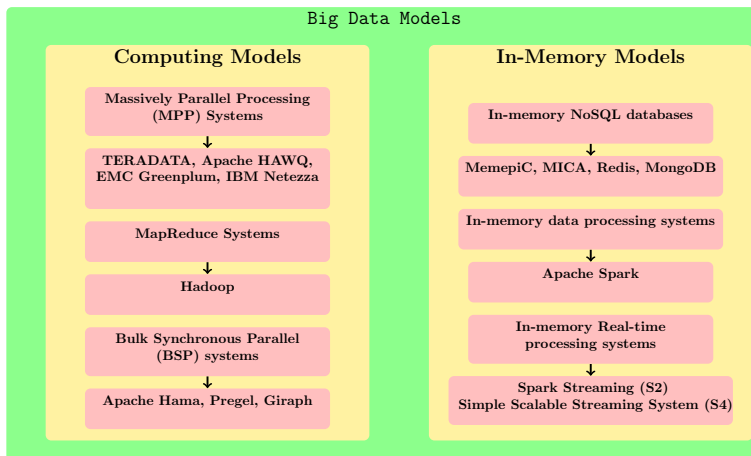 Big Data Models
Computing Models
Massively Parallel Processing
(MPP) Systems
TERADATA, Apache HAWQ,
EMC Greenplum, IBM Netezza
MapReduce Systems
Hadoop
Bulk Synchronous Parallel
(BSP) systems
Apache Hama, Pregel, Giraph
In-Memory Models
In-memory NoSQL databases
MemepiC, MICA, Redis, MongoDB
In-memory data processing systems
Apache Spark
In-memory Real-time
processing systems
Spark Streaming (S2)
Simple Scalable Streaming System (S4)